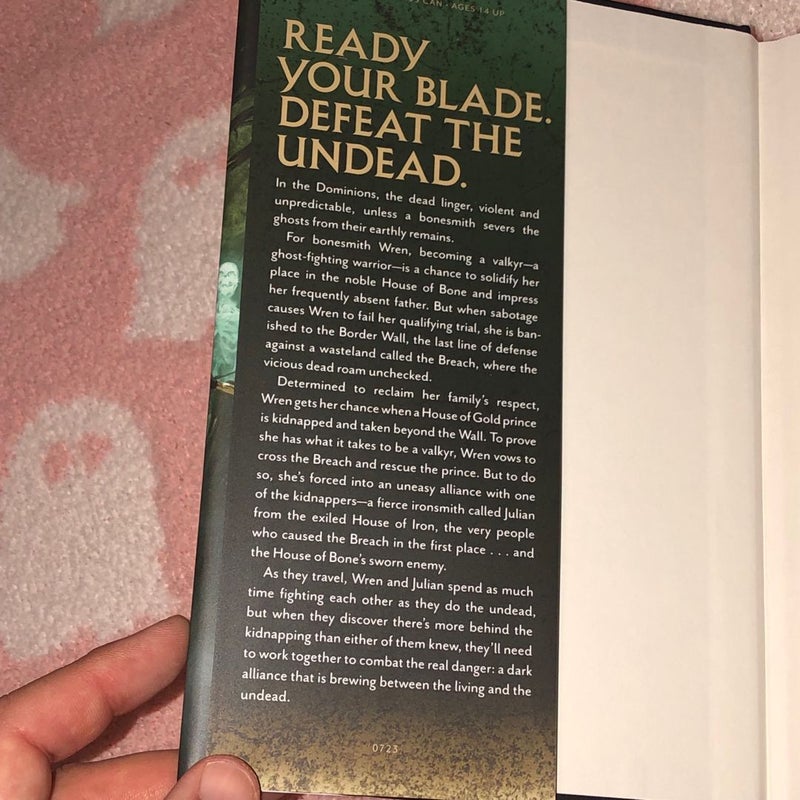 CAN · AGES 14 UP
READY
YOUR BLADE.
DEFEAT THE
UNDEAD.
In the Dominions, the dead linger, violent and
unpredictable, unless a bonesmith severs the
ghosts from their earthly remains.
For bonesmith Wren, becoming a valkyr—a
ghost-fighting warrior—is a chance to solidify her
place in the noble House of Bone and impress
her frequently absent father. But when sabotage
causes Wren to fail her qualifying trial, she is ban-
ished to the Border Wall, the last line of defense
against a wasteland called the Breach, where the
vicious dead roam unchecked.
Determined to reclaim her family's respect,
Wren gets her chance when a House of Gold prince
is kidnapped and taken beyond the Wall. To prove
she has what it takes to be a valkyr, Wren vows to
cross the Breach and rescue the prince. But to do
so, she's forced into an uneasy alliance with one
of the kidnappers—a fierce ironsmith called Julian
from the exiled House of Iron, the very people
who caused the Breach in the first place . . . and
the House of Bone's sworn enemy.
As they travel, Wren and Julian spend as much
time fighting each other as they do the undead,
but when they discover there's more behind the
kidnapping than either of them knew, they'll need
to work together to combat the real danger: a dark
alliance that is brewing between the living and the
undead.
0723